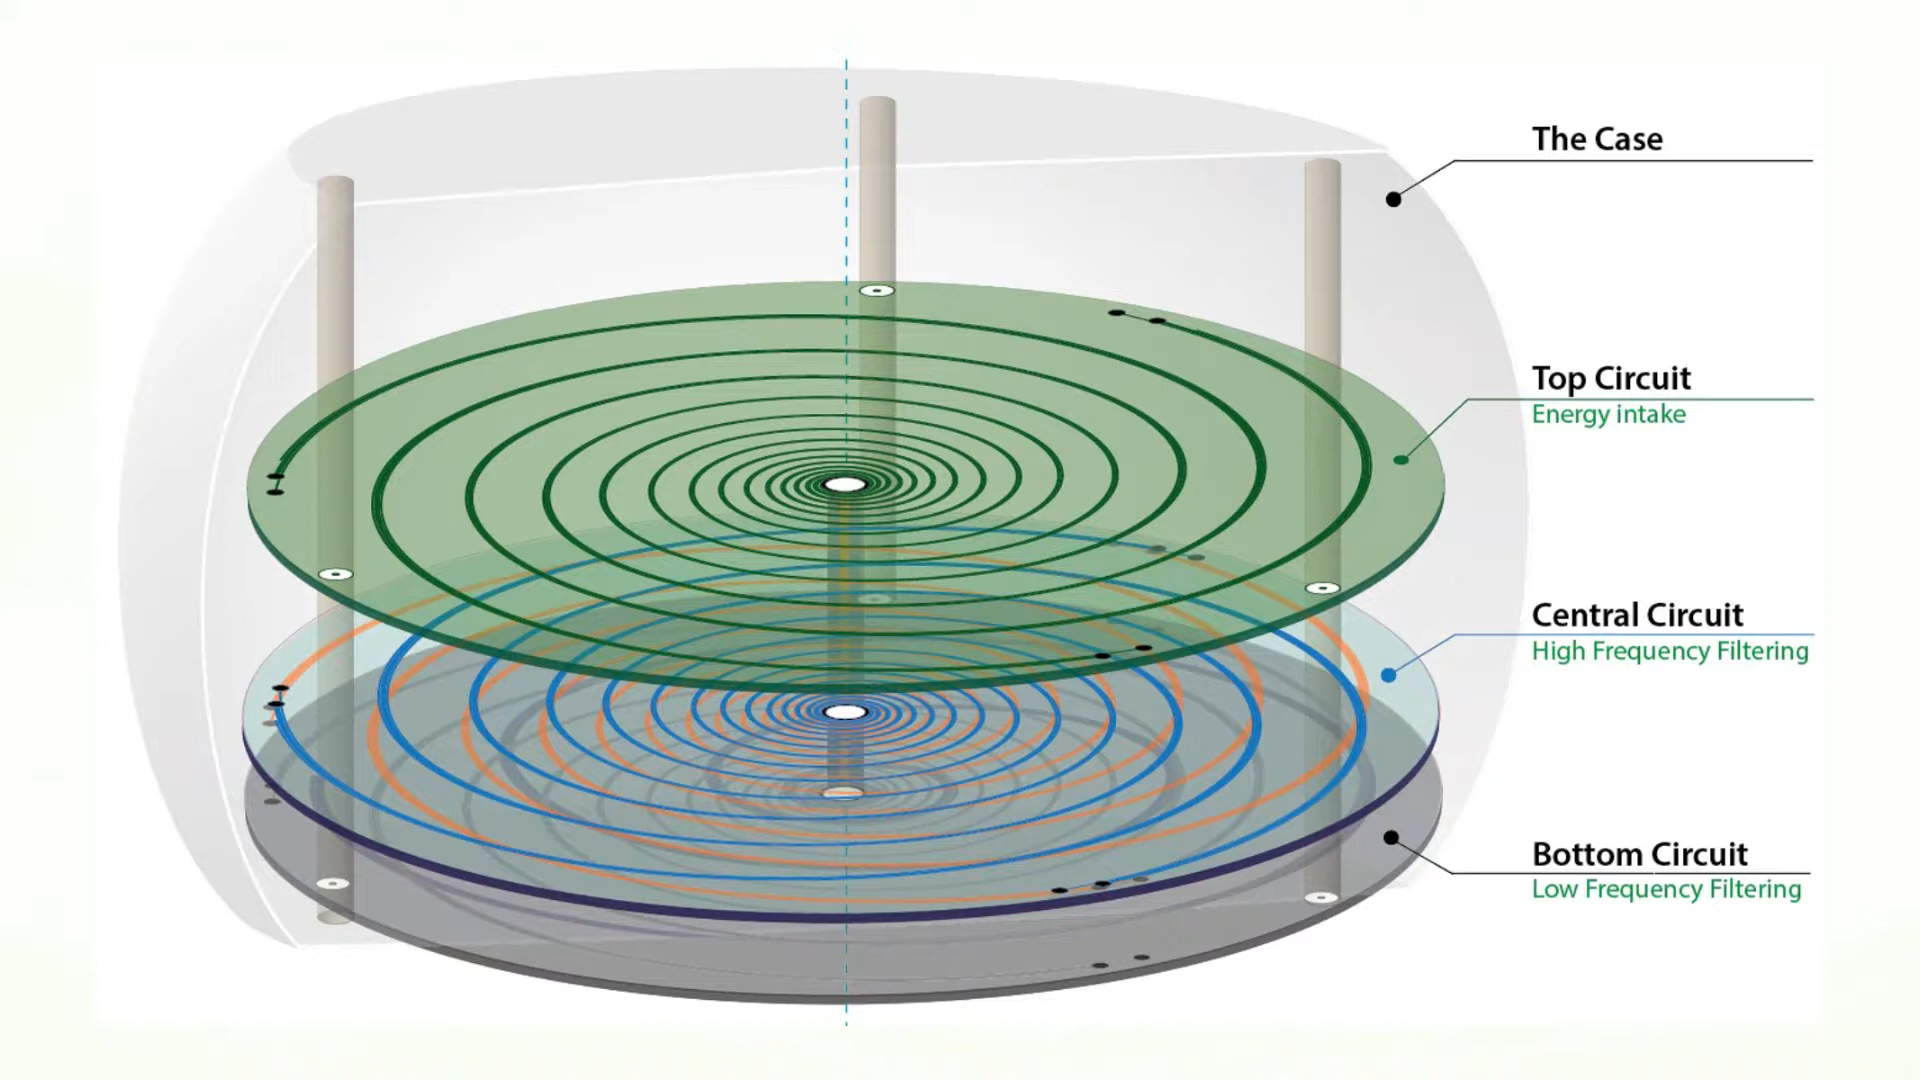 The Case
Top Circuit
Energy intake
Central Circuit
High Frequency Filtering
Bottom Circuit
Low Frequency Filtering